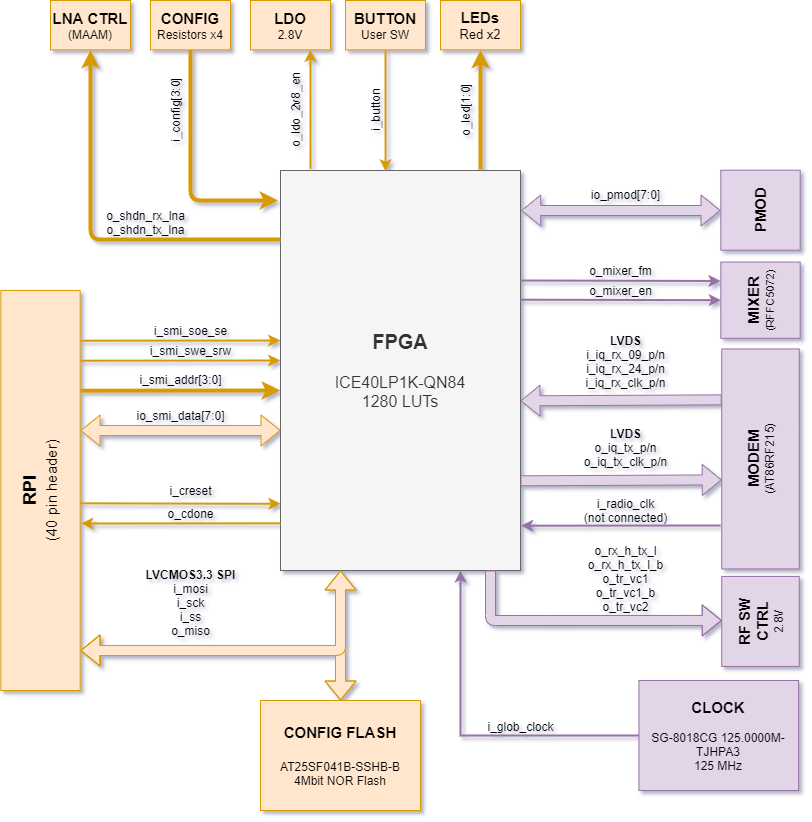 LNA CTRL
(MAAM)
CONFIG
Resistors x4
LDO
2.8V
BUTTON
User SW
LEDs
Red x2
i_config[3:0]
o_ldo_2v8_en
i_button
o_led[1:0]
o_shdn_rx_lna
o_shdn_tx_lna
io_pmod[7:0]
PMOD
o_mixer_fm
o_mixer_en
MIXER
(RFFC5072)
FPGA
ICE40LP1K-QN84
1280 LUTs
RPI
(40 pin header)
i_smi_soe_se
i_smi_swe_srw
i_smi_addr[3:0]
io_smi_data[7:0]
i_creset
o_cdone
LVDS
i_iq_rx_09_p/n
i_iq_rx_24_p/n
i_iq_rx_clk_p/n
LVDS
o_iq_tx_p/n
o_iq_tx_clk_p/n
i_radio_clk
(not connected)
MODEM
(AT86RF215)
LVCMOS3.3 SPI
i_mosi
i_sck
i_ss
o_miso
o_rx_h_tx_l
o_rx_h_tx_l_b
o_tr_vc1
o_tr_vc1_b
o_tr_vc2
RF SW
CTRL
2.8V
CONFIG FLASH
AT25SF041B-SSHB-B
4Mbit NOR Flash
i_glob_clock
CLOCK
SG-8018CG 125.0000M-
TJHPA3
125 MHz